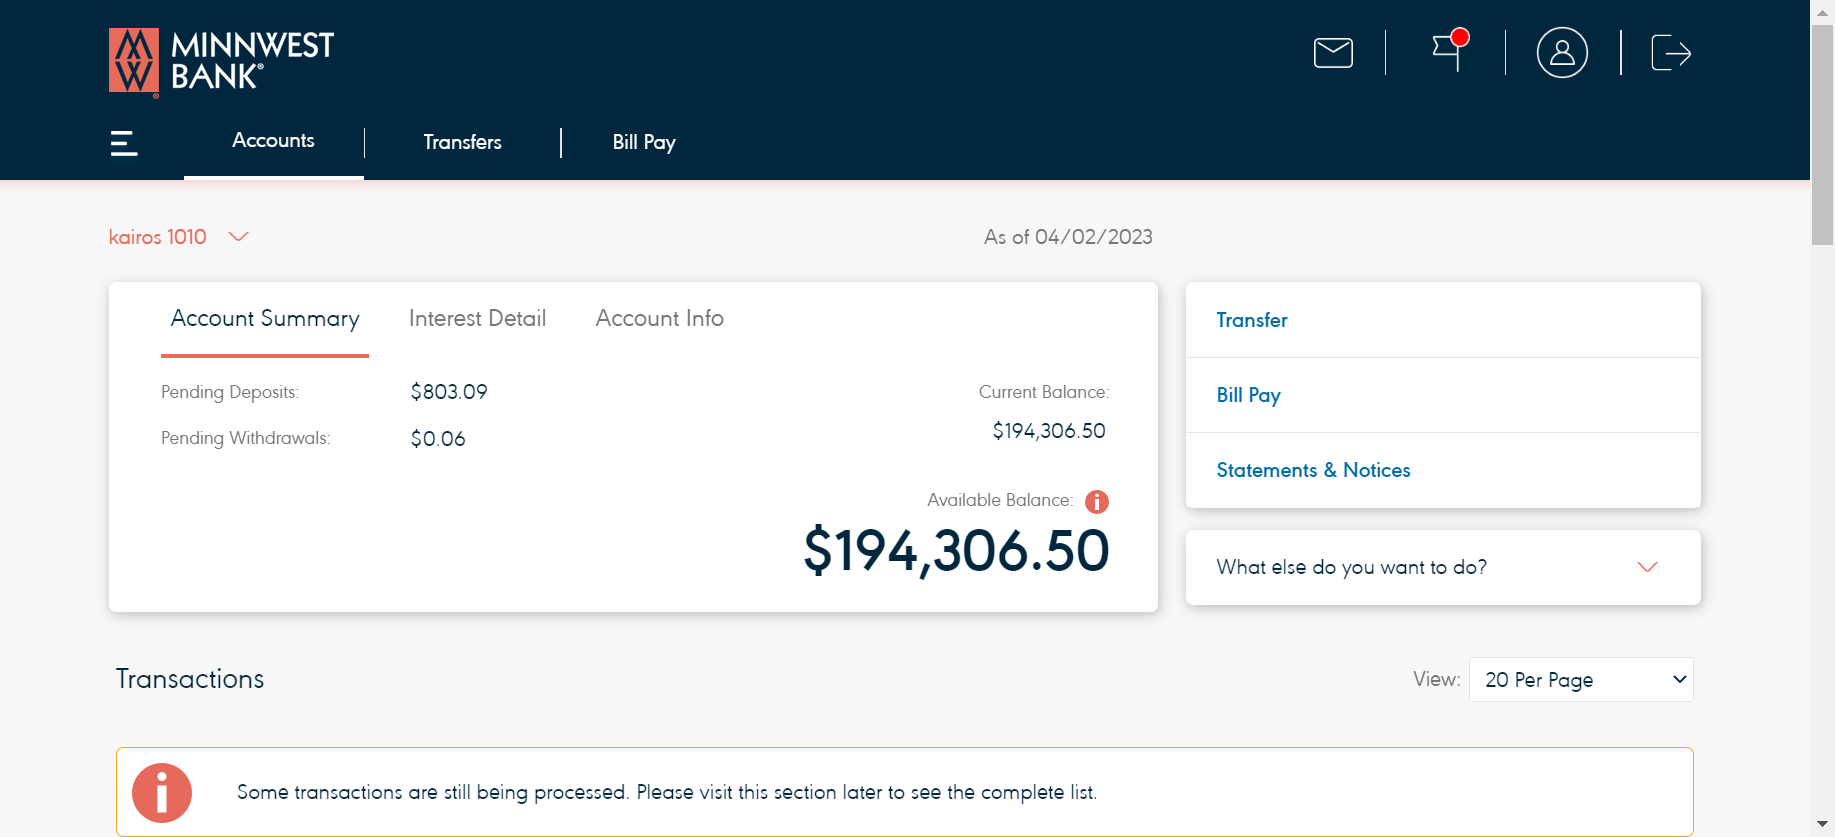 MINNWEST
BANK®
Accounts
Transfers
Bill Pay
kairos 1010
As of 04/02/2023
Account Summary
Interest Detail
Account Info
Pending Deposits: $803.09
Pending Withdrawals: $0.06
Current Balance:
$194,306.50
Available Balance:
$194,306.50
Transfer
Bill Pay
Statements & Notices
What else do you want to do?
Transactions
View: 20 Per Page
Some transactions are still being processed. Please visit this section later to see the complete list.